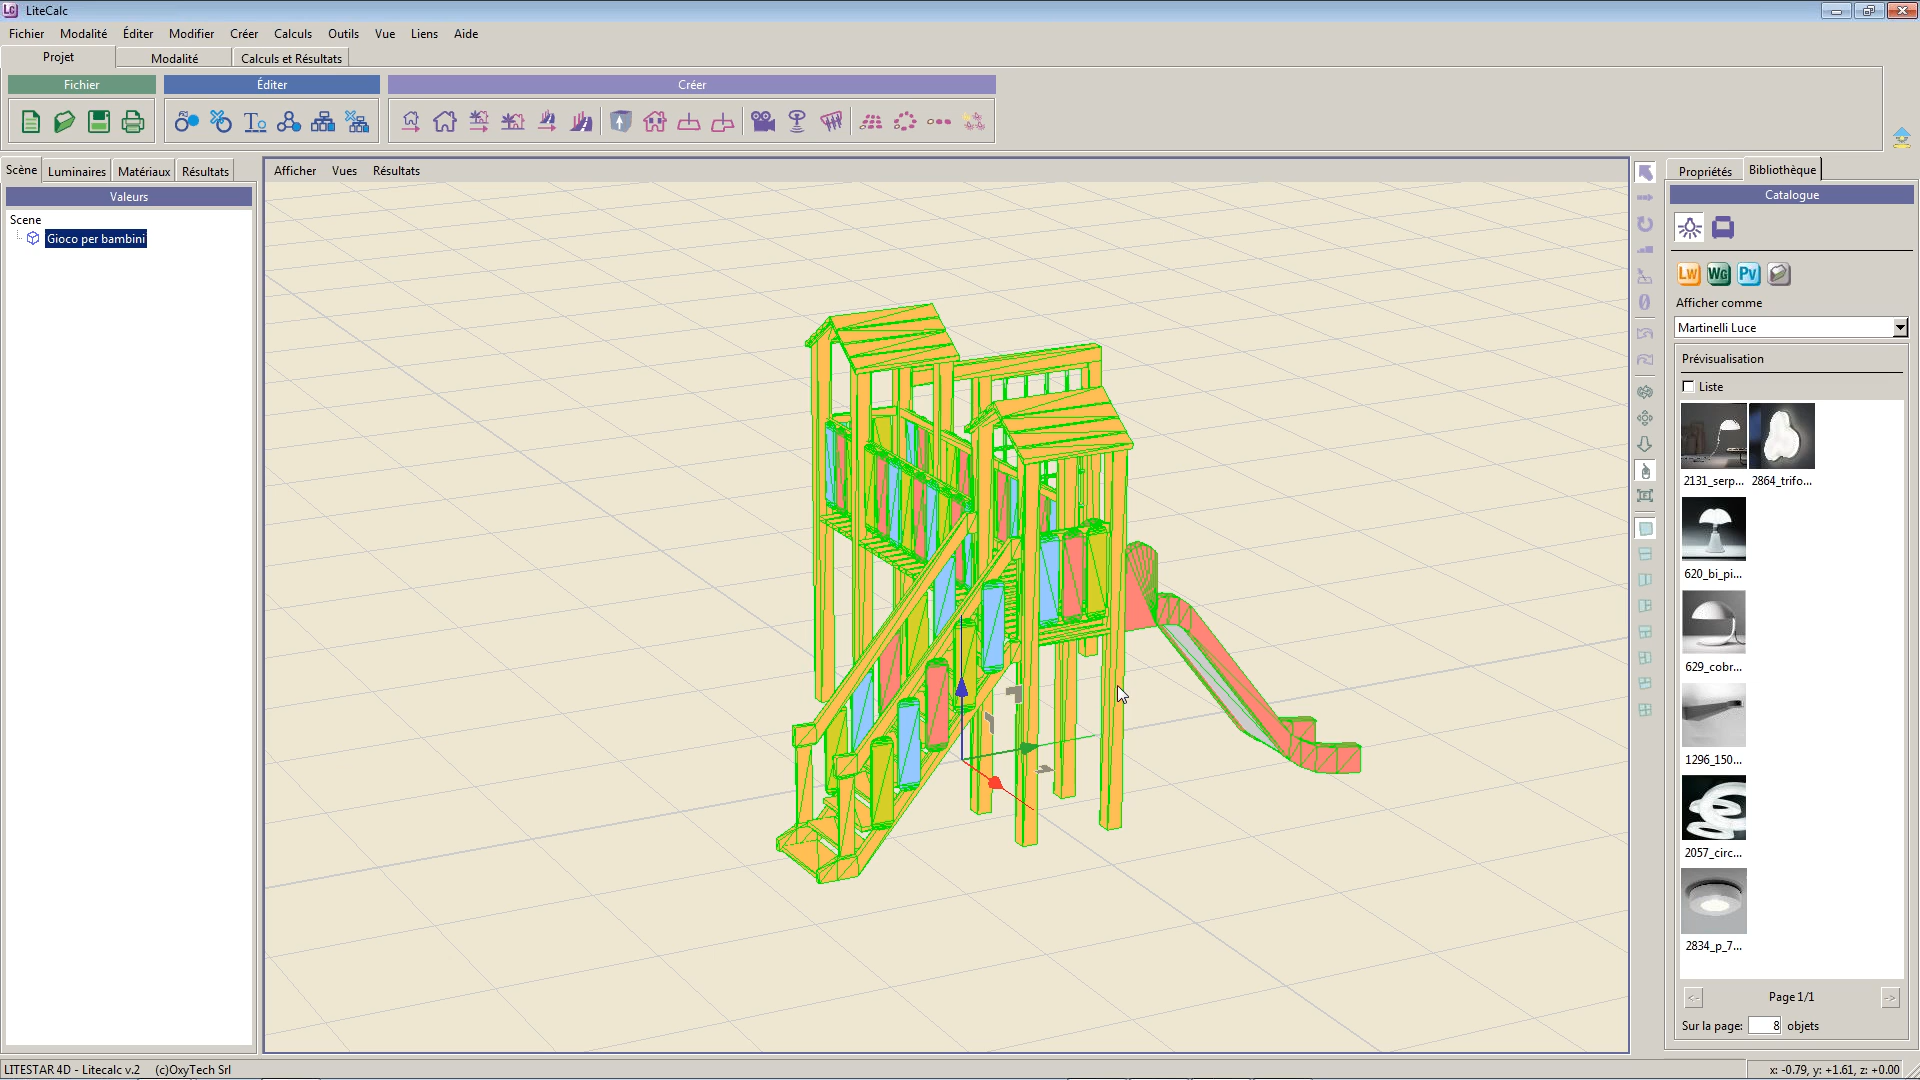 LiteCalc
Fichier Modalité Éditer Modifier Créer Calculs Outils Vue Liens Aide
Projet Modalité Calculs et Résultats
Fichier Éditer Créer
Scène Luminaires Matériaux Résultats
Valeurs
Scene
Gioco per bambini
Afficher Vues Résultats
Propriétés Bibliothèque
Catalogue
Lw Wg Pv
Afficher comme
Martinelli Luce
Prévisualisation
Liste
2131_serp... 2864_trifo...
620_bi_pi...
629_cobr...
1296_150...
2057_circ...
2834_p_7...
<- Page 1/1 ->
Sur la page: 8 objets
LITESTAR 4D - Litecalc v.2 (c)OxyTech Srl
x: -0.79, y: +1.61, z: +0.00